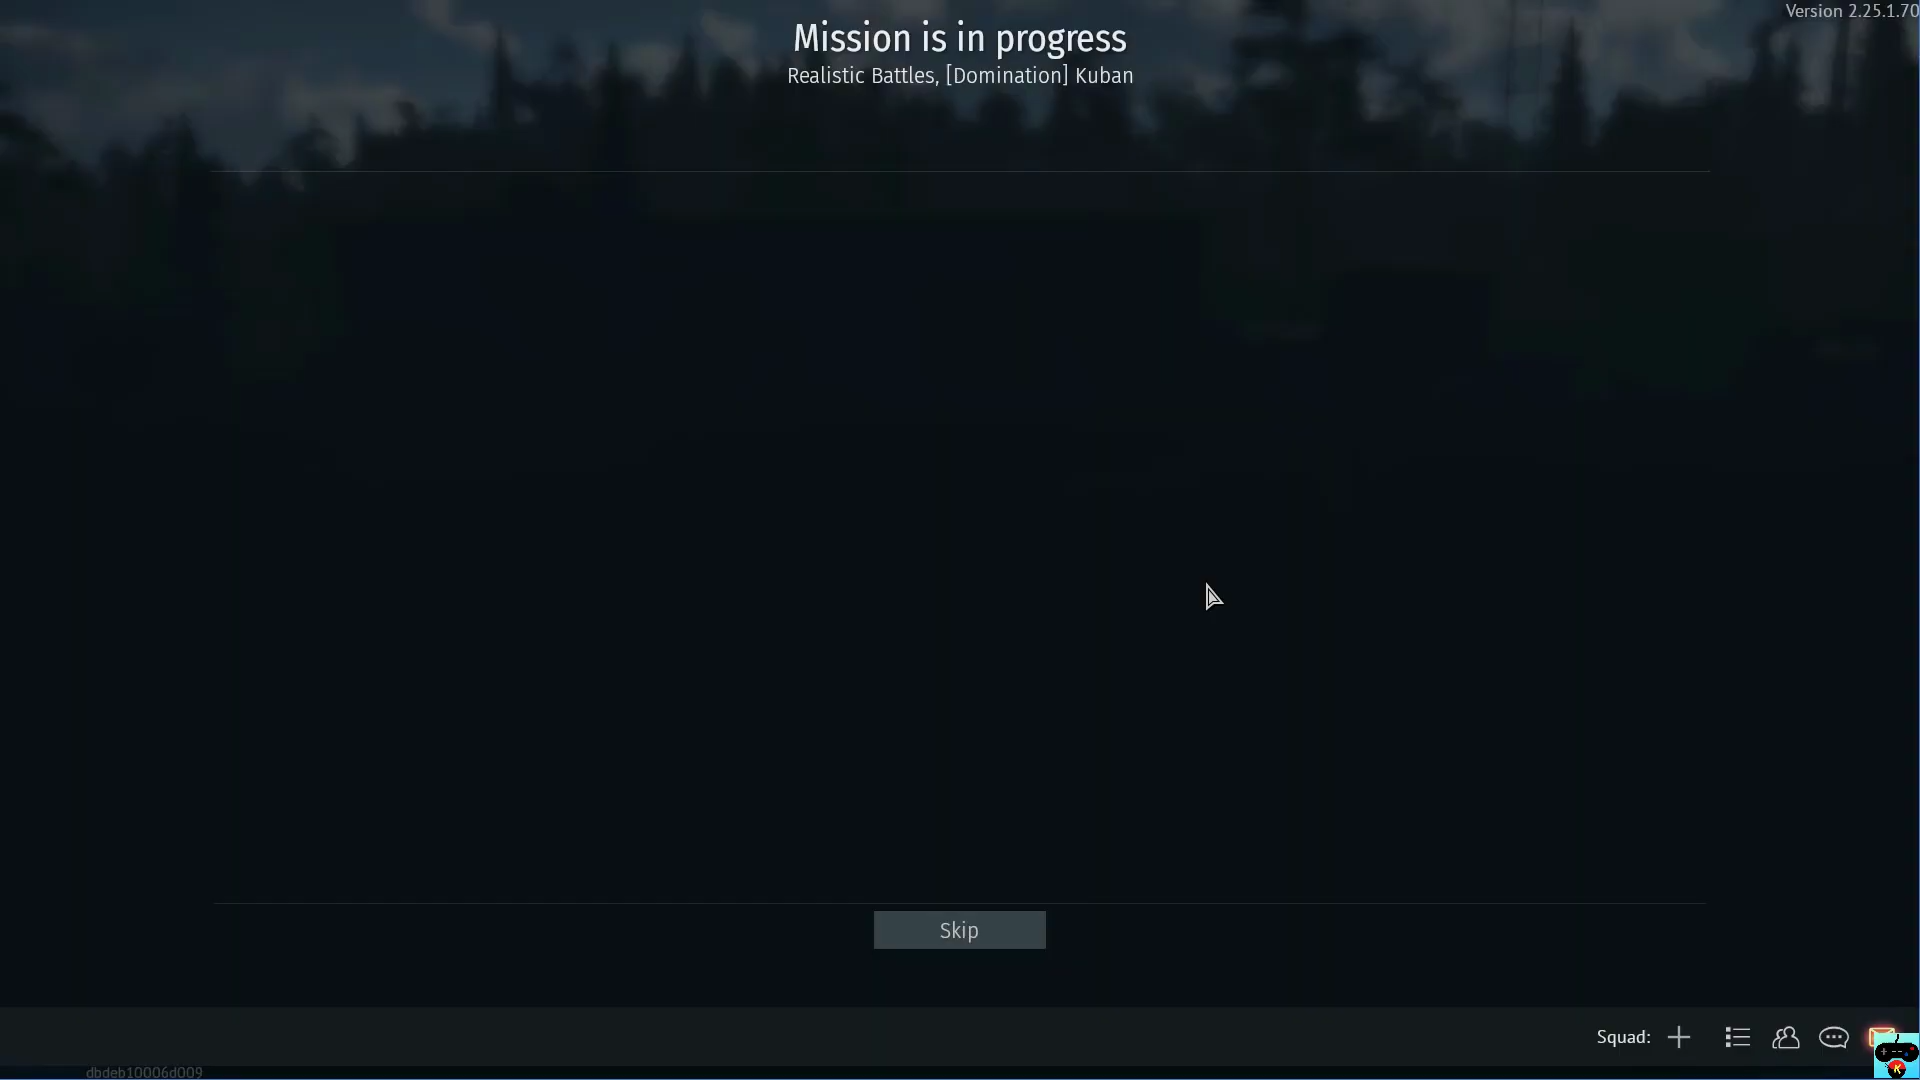 Version 2.25.1.70
Mission is in progress
Realistic Battles, [Domination] Kuban
Skip
Squad:
dbdeb10006d009
K